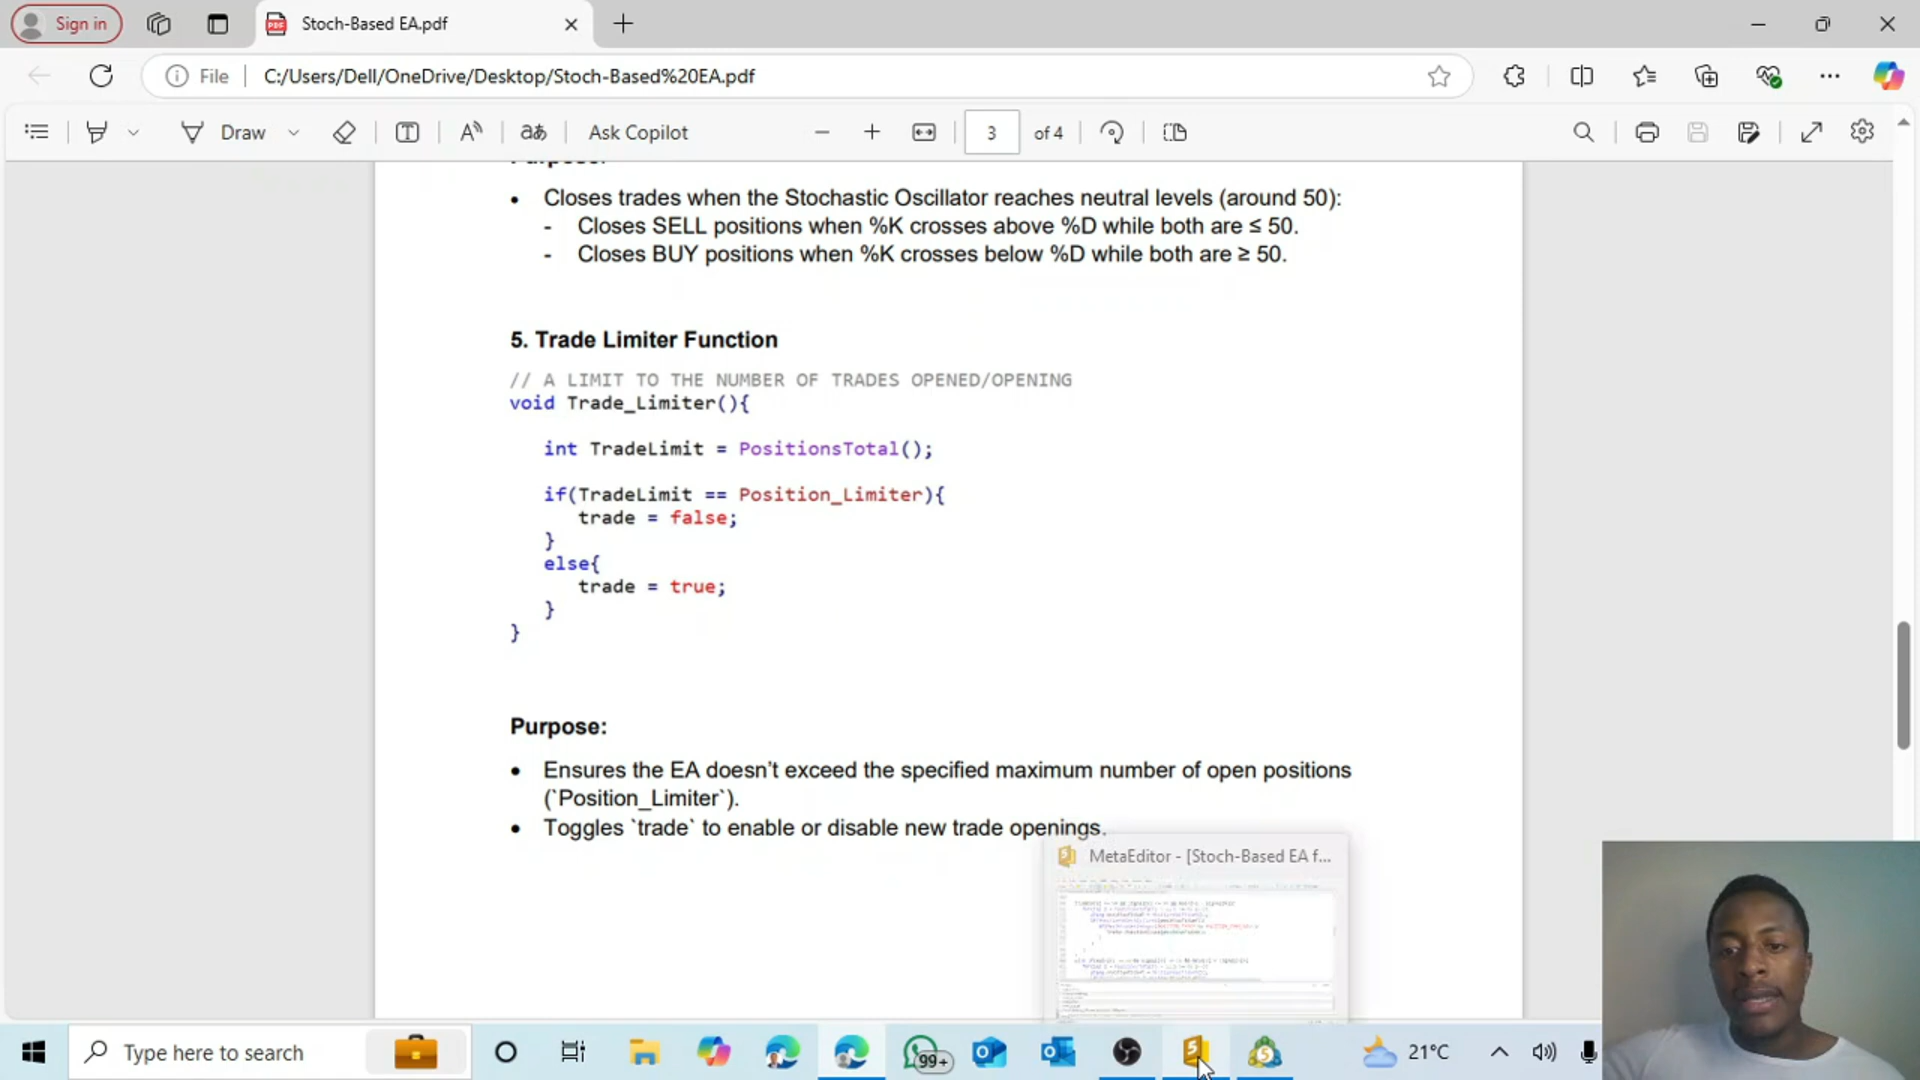 Sign in
Stoch-Based EA.pdf
File
C:/Users/Dell/OneDrive/Desktop/Stoch-Based%20EA.pdf
Draw
Ask Copilot
3 of 4
Purpose:
• Closes trades when the Stochastic Oscillator reaches neutral levels (around 50):
- Closes SELL positions when %K crosses above %D while both are ≤ 50.
- Closes BUY positions when %K crosses below %D while both are ≥ 50.
5. Trade Limiter Function
// A LIMIT TO THE NUMBER OF TRADES OPENED/OPENING
void Trade_Limiter(){
int TradeLimit = PositionsTotal();
if(TradeLimit == Position_Limiter){
trade = false;
}
else{
trade = true;
}
}
Purpose:
• Ensures the EA doesn't exceed the specified maximum number of open positions
(`Position_Limiter`).
• Toggles `trade` to enable or disable new trade openings.
MetaEditor - [Stoch-Based EA f...
Type here to search
99+
21°C